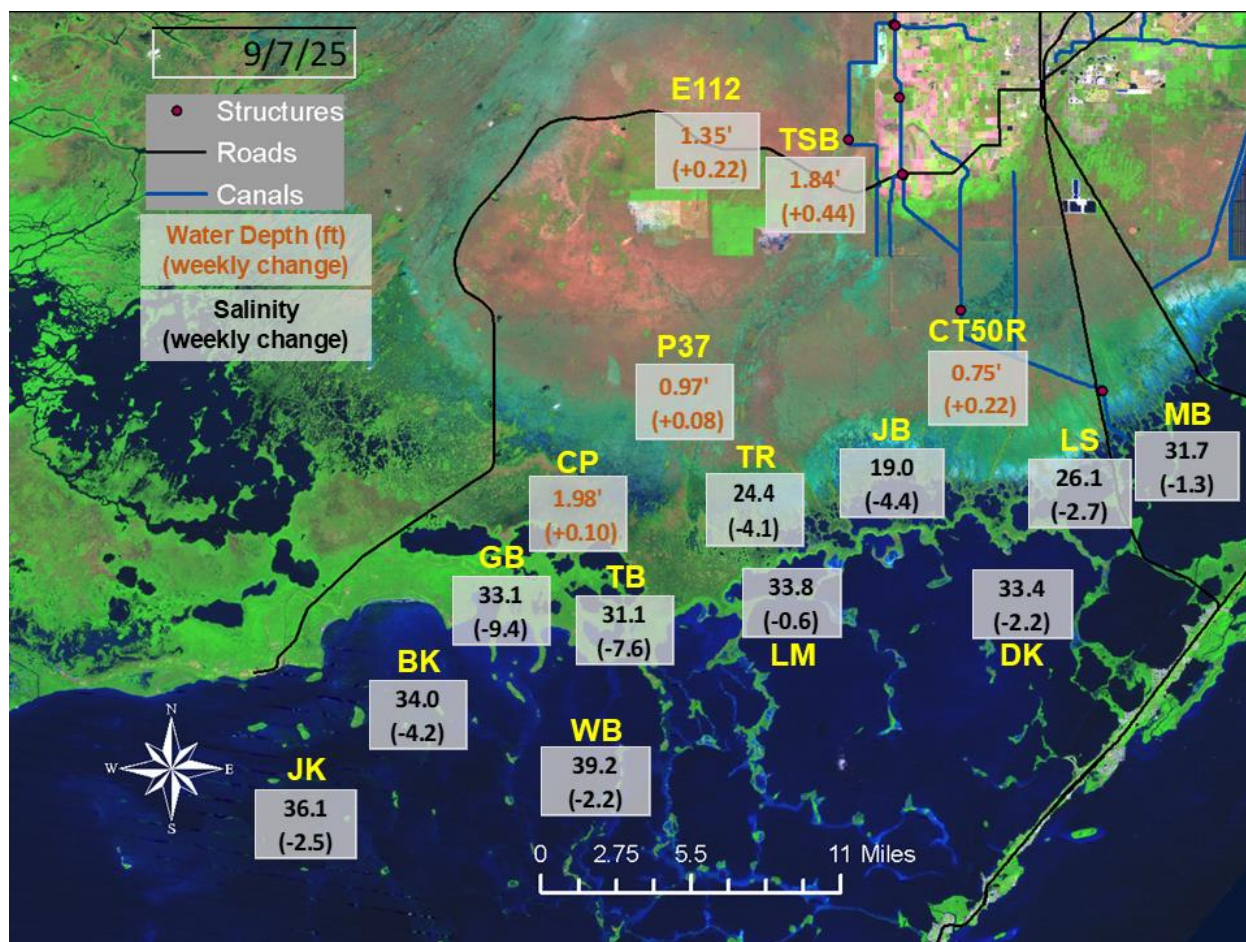 9/7/25
Structures
Roads
Canals
Water Depth (ft)
(weekly change)
Salinity
(weekly change)
E112
1.35'
(+0.22)
TSB
1.84'
(+0.44)
P37
0.97'
(+0.08)
CT50R
0.75'
(+0.22)
CP
1.98'
(+0.10)
TR
24.4
(-4.1)
JB
19.0
(-4.4)
LS
26.1
(-2.7)
MB
31.7
(-1.3)
GB
33.1
(-9.4)
TB
31.1
(-7.6)
33.8
(-0.6)
LM
33.4
(-2.2)
DK
BK
34.0
(-4.2)
WB
39.2
(-2.2)
JK
36.1
(-2.5)
N
W E
S
0 2.75 5.5 11 Miles